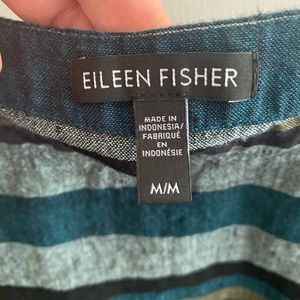 EILEEN FISHER
MADE IN
INDONESIA/
FABRIQUÉ
EN
INDONÉSIE
M/M